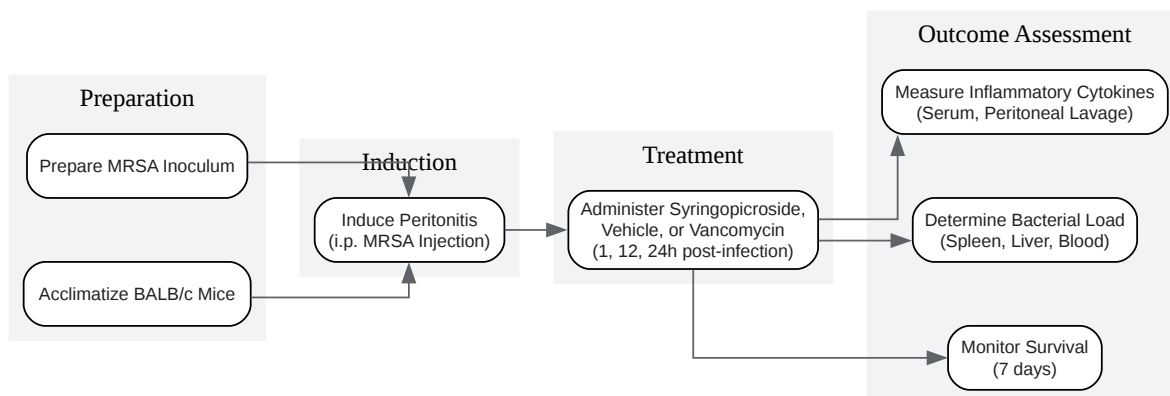 Preparation
Prepare MRSA Inoculum
Acclimatize BALB/c Mice
Induction
Induce Peritonitis
(i.p. MRSA Injection)
Treatment
Administer Syringopicroside,
Vehicle, or Vancomycin
(1, 12, 24h post-infection)
Outcome Assessment
Measure Inflammatory Cytokines
(Serum, Peritoneal Lavage)
Determine Bacterial Load
(Spleen, Liver, Blood)
Monitor Survival
(7 days)